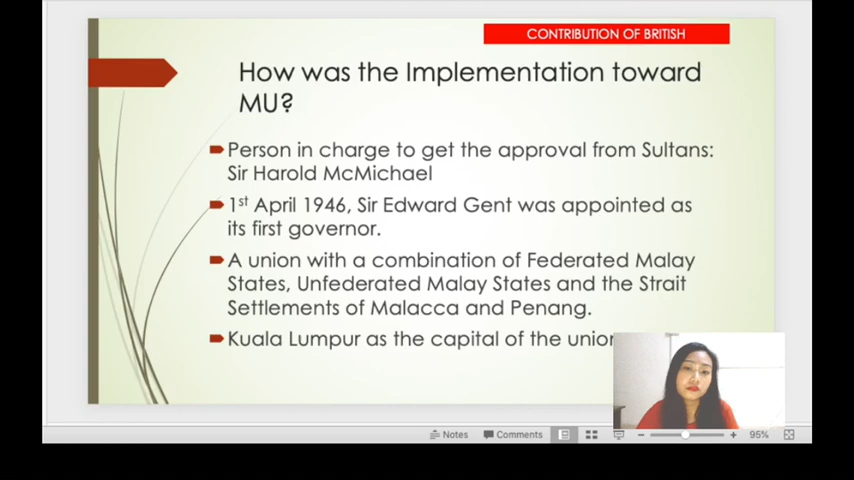 CONTRIBUTION OF BRITISH
How was the Implementation toward
MU?
Person in charge to get the approval from Sultans:
Sir Harold McMichael
1st April 1946, Sir Edward Gent was appointed as
its first governor.
A union with a combination of Federated Malay
States, Unfederated Malay States and the Strait
Settlements of Malacca and Penang.
Kuala Lumpur as the capital of the union
Notes Comments 95%